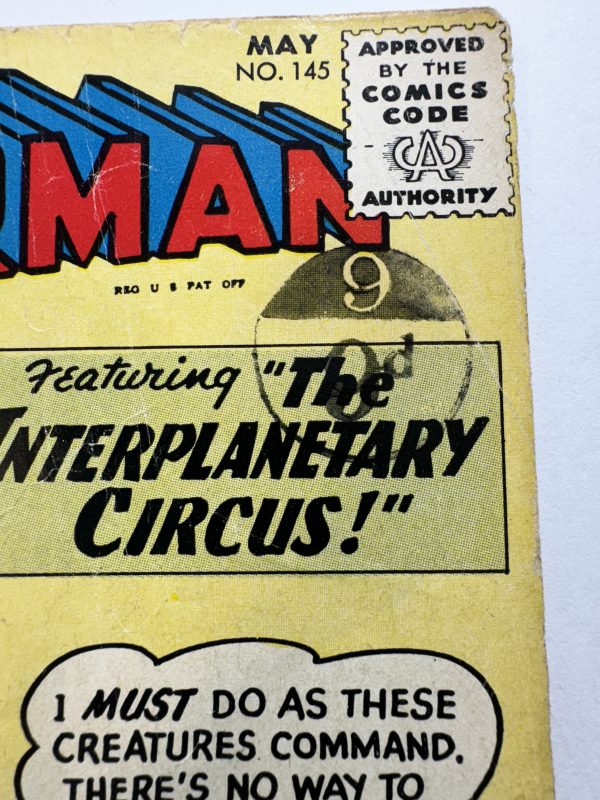 MAY
NO. 145
APPROVED
BY THE
COMICS
CODE
CA
AUTHORITY
RMAN
REG U S PAT OFF
9
9d
Featuring "The
INTERPLANETARY
CIRCUS!"
I MUST DO AS THESE
CREATURES COMMAND.
THERE'S NO WAY TO